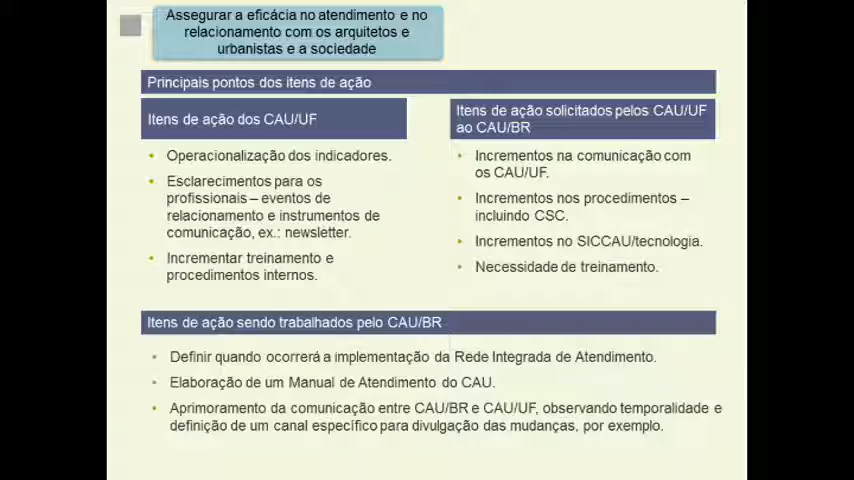 Assegurar a eficácia no atendimento e no
relacionamento com os arquitetos e
urbanistas e a sociedade
Principais pontos dos itens de ação
Itens de ação dos CAU/UF
• Operacionalização dos indicadores.
• Esclarecimentos para os
profissionais – eventos de
relacionamento e instrumentos de
comunicação, ex.: newsletter.
• Incrementar treinamento e
procedimentos internos.
Itens de ação solicitados pelos CAU/UF
ao CAU/BR
• Incrementos na comunicação com
os CAU/UF.
• Incrementos nos procedimentos –
incluindo CSC.
• Incrementos no SICCAU/tecnologia.
• Necessidade de treinamento.
Itens de ação sendo trabalhados pelo CAU/BR
• Definir quando ocorrerá a implementação da Rede Integrada de Atendimento.
• Elaboração de um Manual de Atendimento do CAU.
• Aprimoramento da comunicação entre CAU/BR e CAU/UF, observando temporalidade e
definição de um canal específico para divulgação das mudanças, por exemplo.